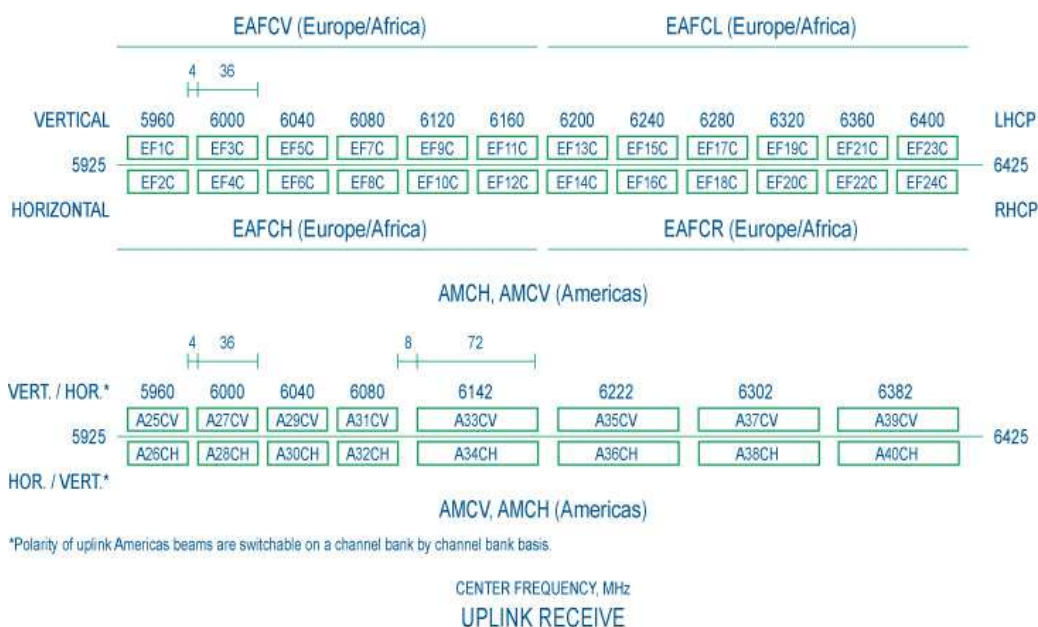 EAFCV (Europe/Africa) EAFCL (Europe/Africa)
4 36
VERTICAL 5960 6000 6040 6080 6120 6160 6200 6240 6280 6320 6360 6400 LHCP
EF1C EF3C EF5C EF7C EF9C EF11C EF13C EF15C EF17C EF19C EF21C EF23C
5925 6425
EF2C EF4C EF6C EF8C EF10C EF12C EF14C EF16C EF18C EF20C EF22C EF24C
HORIZONTAL RHCP
EAFCH (Europe/Africa) EAFCR (Europe/Africa)
AMCH, AMCV (Americas)
4 36 8 72
VERT. / HOR.* 5960 6000 6040 6080 6142 6222 6302 6382
A25CV A27CV A29CV A31CV A33CV A35CV A37CV A39CV
5925 6425
A26CH A28CH A30CH A32CH A34CH A36CH A38CH A40CH
HOR. / VERT.*
AMCV, AMCH (Americas)
*Polarity of uplink Americas beams are switchable on a channel bank by channel bank basis.
CENTER FREQUENCY, MHz
UPLINK RECEIVE